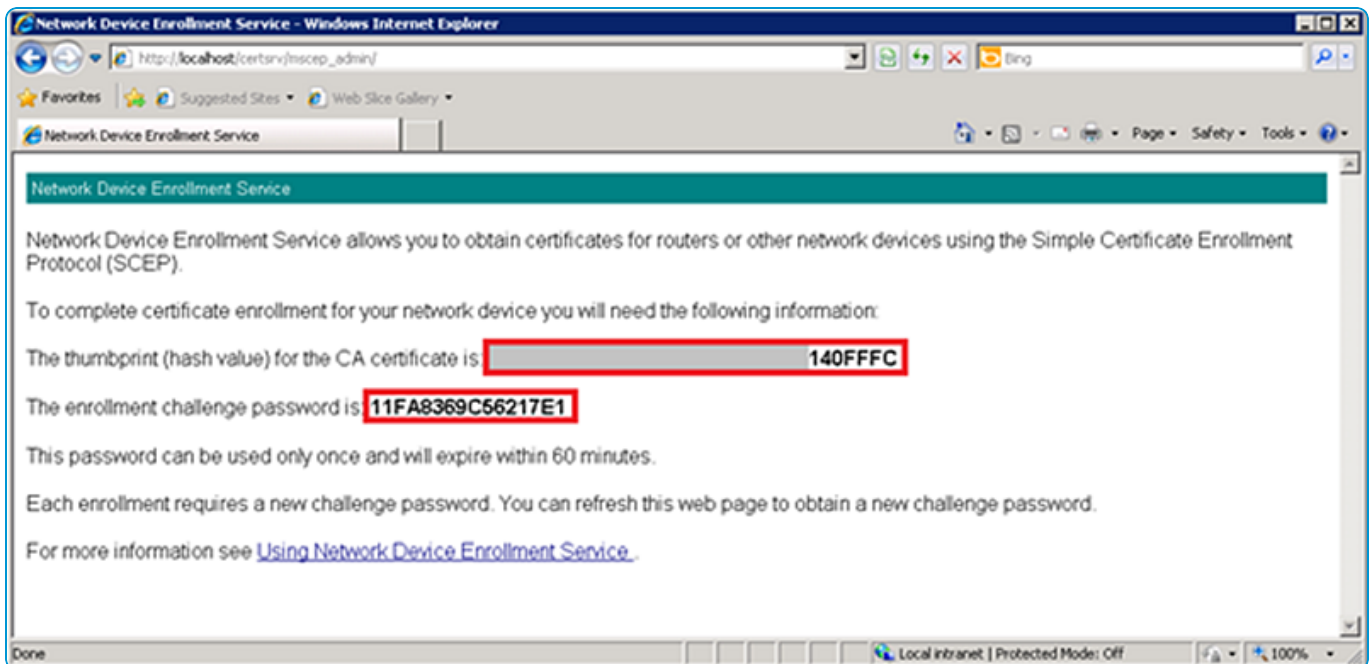 Network Device Enrollment Service - Windows Internet Explorer
http://localhost/certsrv/mscep_admin/
Bing
Favorites Suggested Sites Web Slice Gallery
Network Device Enrollment Service Page Safety Tools
Network Device Enrollment Service
Network Device Enrollment Service allows you to obtain certificates for routers or other network devices using the Simple Certificate Enrollment
Protocol (SCEP).
To complete certificate enrollment for your network device you will need the following information:
The thumbprint (hash value) for the CA certificate is: 140FFFC
The enrollment challenge password is: 11FA8369C56217E1
This password can be used only once and will expire within 60 minutes.
Each enrollment requires a new challenge password. You can refresh this web page to obtain a new challenge password.
For more information see Using Network Device Enrollment Service .
Done Local intranet | Protected Mode: Off 100%